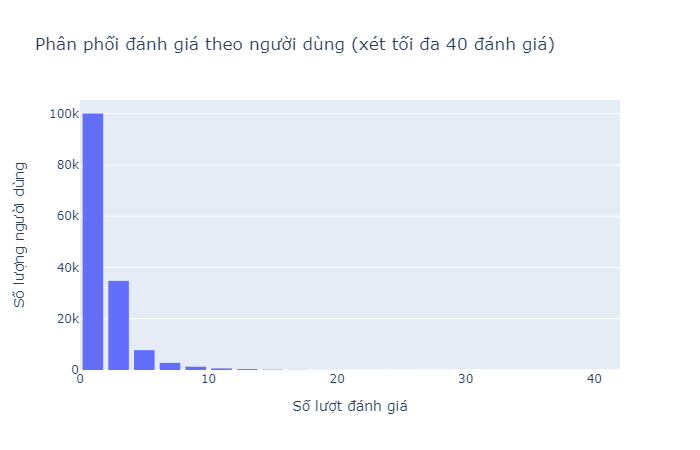 Phân phối đánh giá theo người dùng (xét tối đa 40 đánh giá)
100k
80k
60k
40k
20k
0
Số lượng người dùng
0 10 20 30 40
Số lượt đánh giá